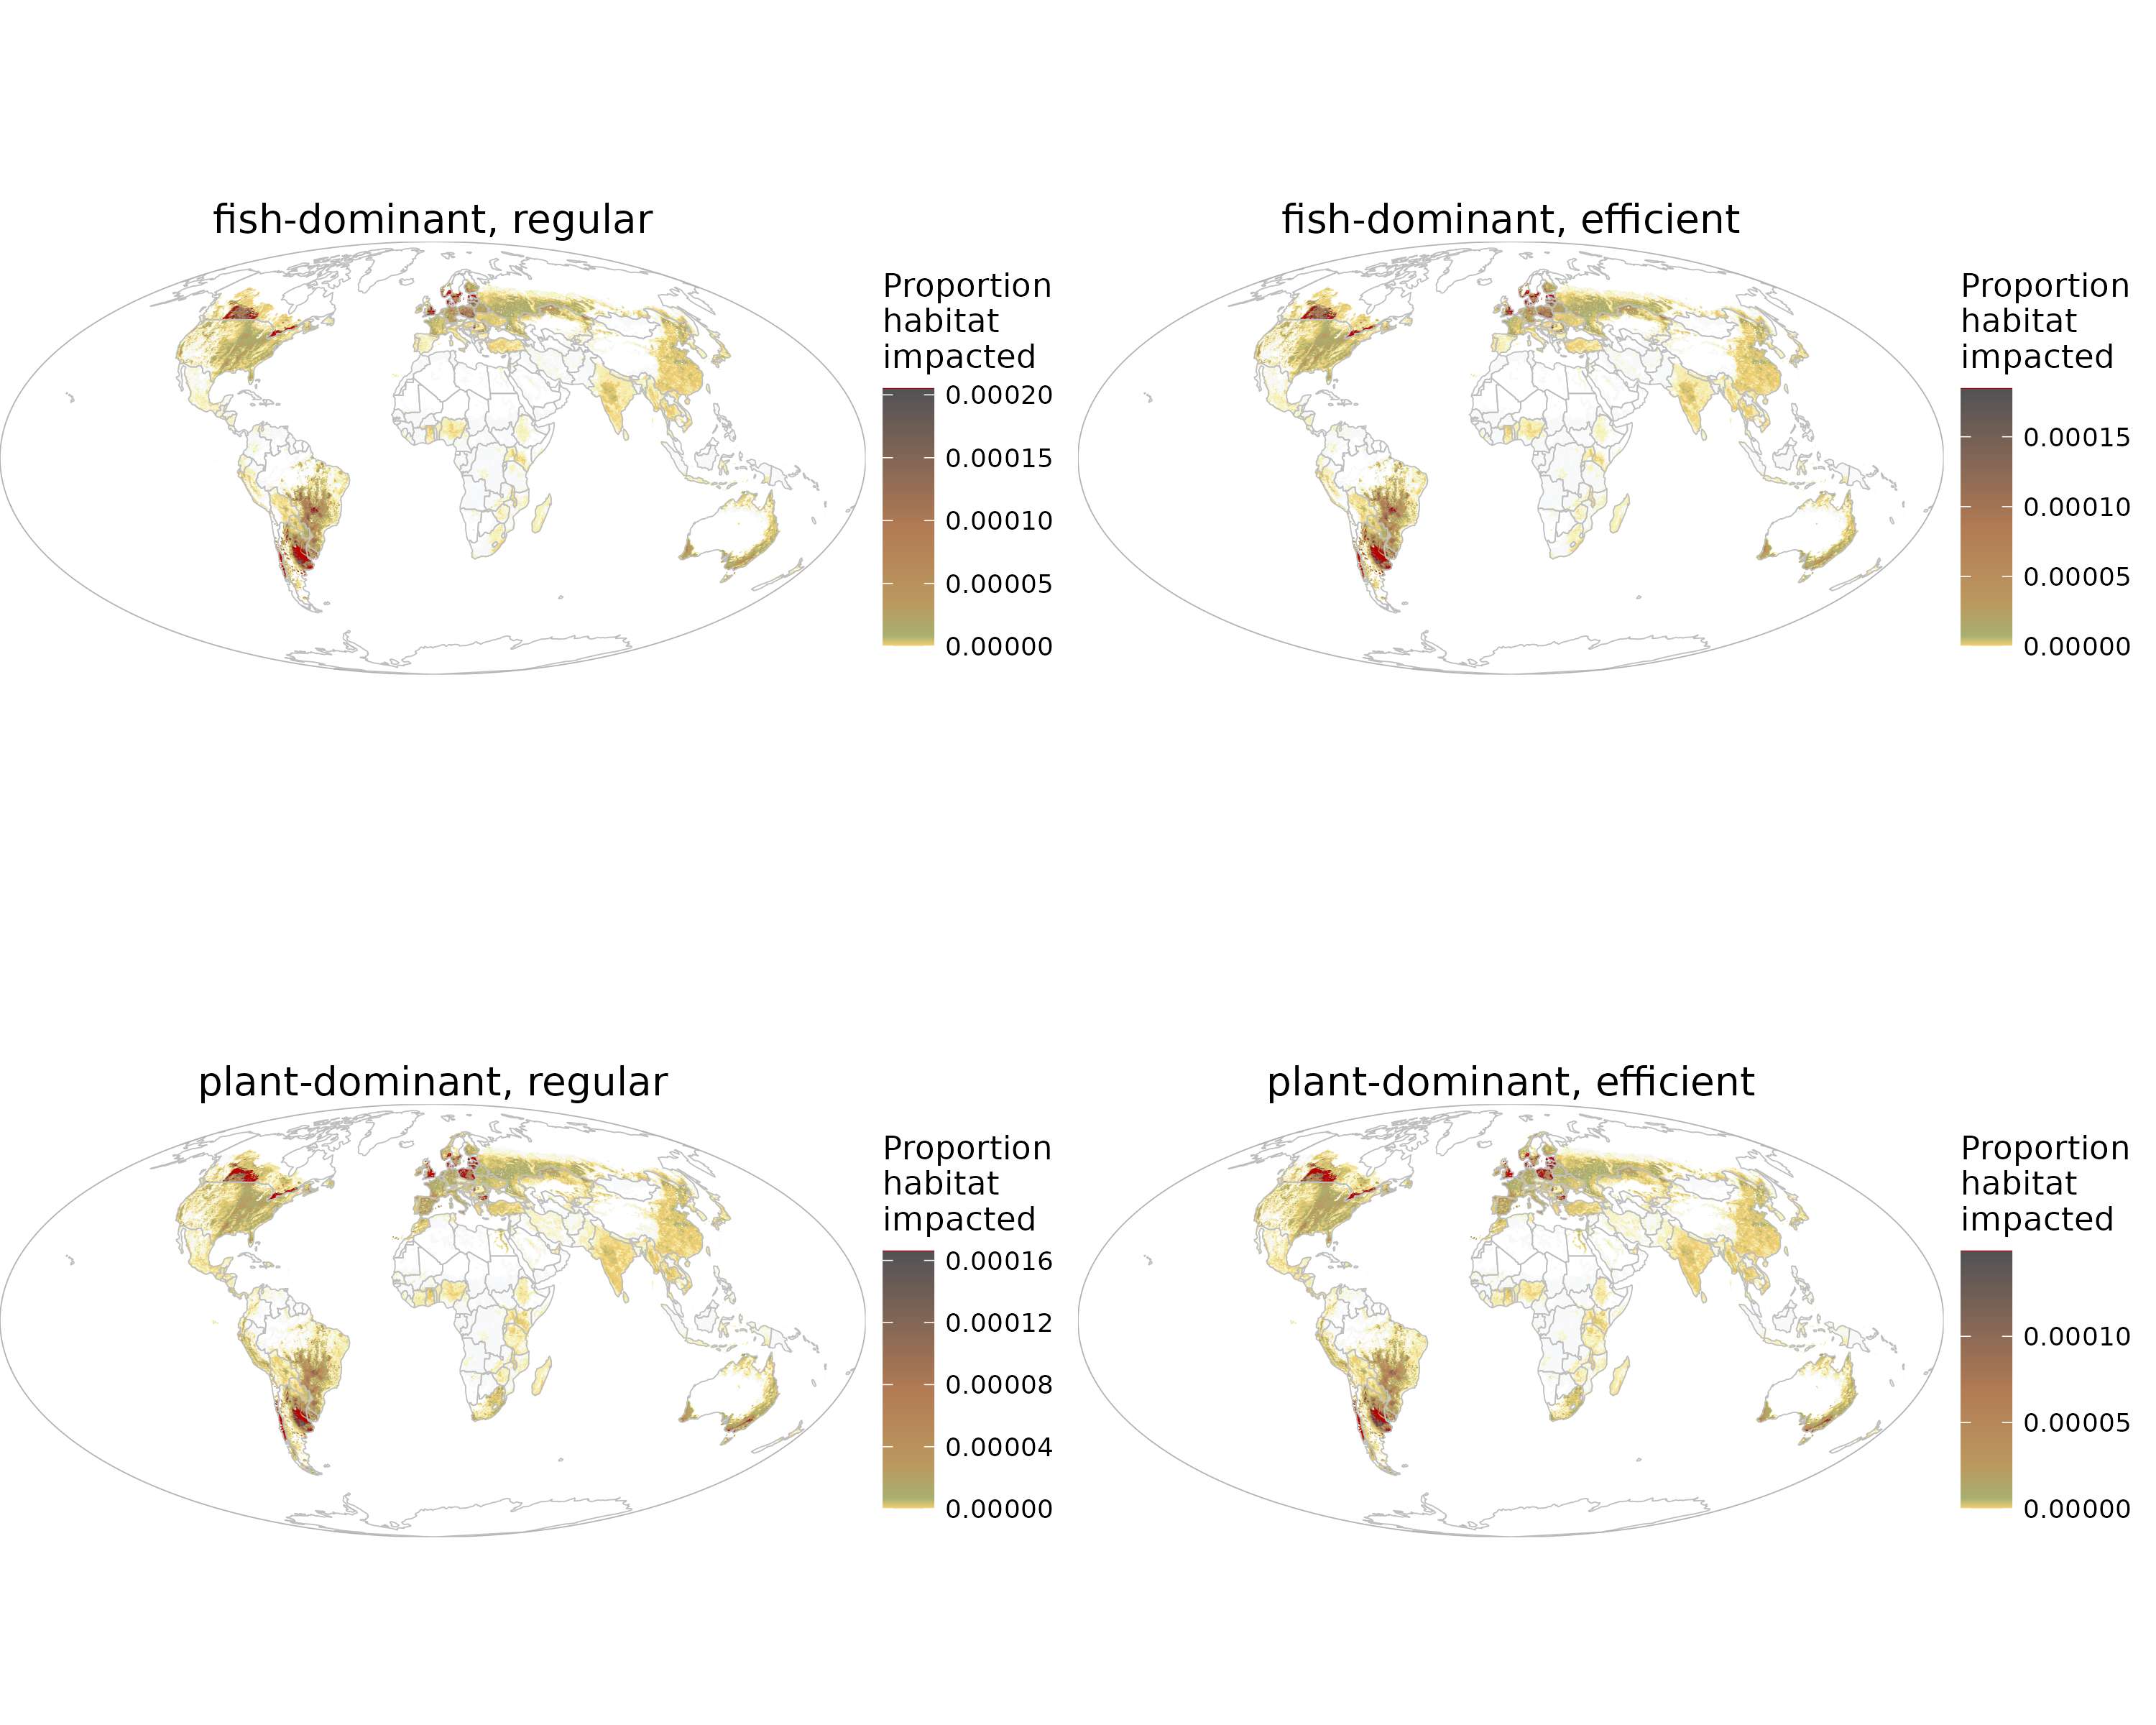 fish-dominant, regular
Proportion
habitat
impacted
0.00020
0.00015
0.00010
0.00005
0.00000
fish-dominant, efficient
Proportion
habitat
impacted
0.00015
0.00010
0.00005
0.00000
plant-dominant, regular
Proportion
habitat
impacted
0.00016
0.00012
0.00008
0.00004
0.00000
plant-dominant, efficient
Proportion
habitat
impacted
0.00010
0.00005
0.00000